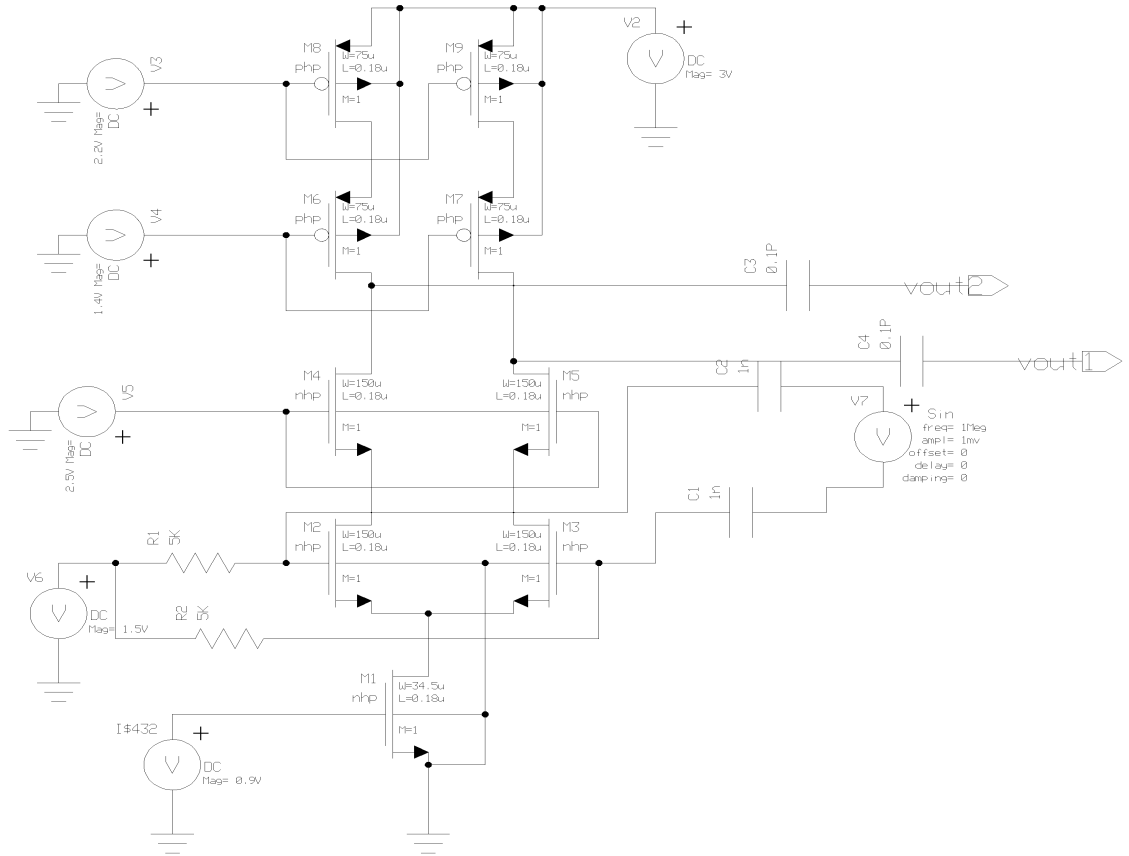 V2
DC
Mag= 3V
M8
php
W=75u
L=0.18u
M=1
M9
php
W=75u
L=0.18u
M=1
V3
DC
2.2V Mag=
M6
php
W=75u
L=0.18u
M=1
M7
php
W=75u
L=0.18u
M=1
V4
DC
1.4V Mag=
C3
0.1P
vout2
C4
0.1P
vout1
C2
1n
M4
nhp
W=150u
L=0.18u
M=1
M5
nhp
W=150u
L=0.18u
M=1
V5
DC
2.5V Mag=
V7
Sin
freq= 1Meg
ampl= 1mv
offset= 0
delay= 0
damping= 0
C1
1n
M2
nhp
W=150u
L=0.18u
M=1
M3
nhp
W=150u
L=0.18u
M=1
R1
5K
V6
DC
Mag= 1.5V
R2
5K
M1
nhp
W=34.5u
L=0.18u
M=1
I$432
DC
Mag= 0.9V